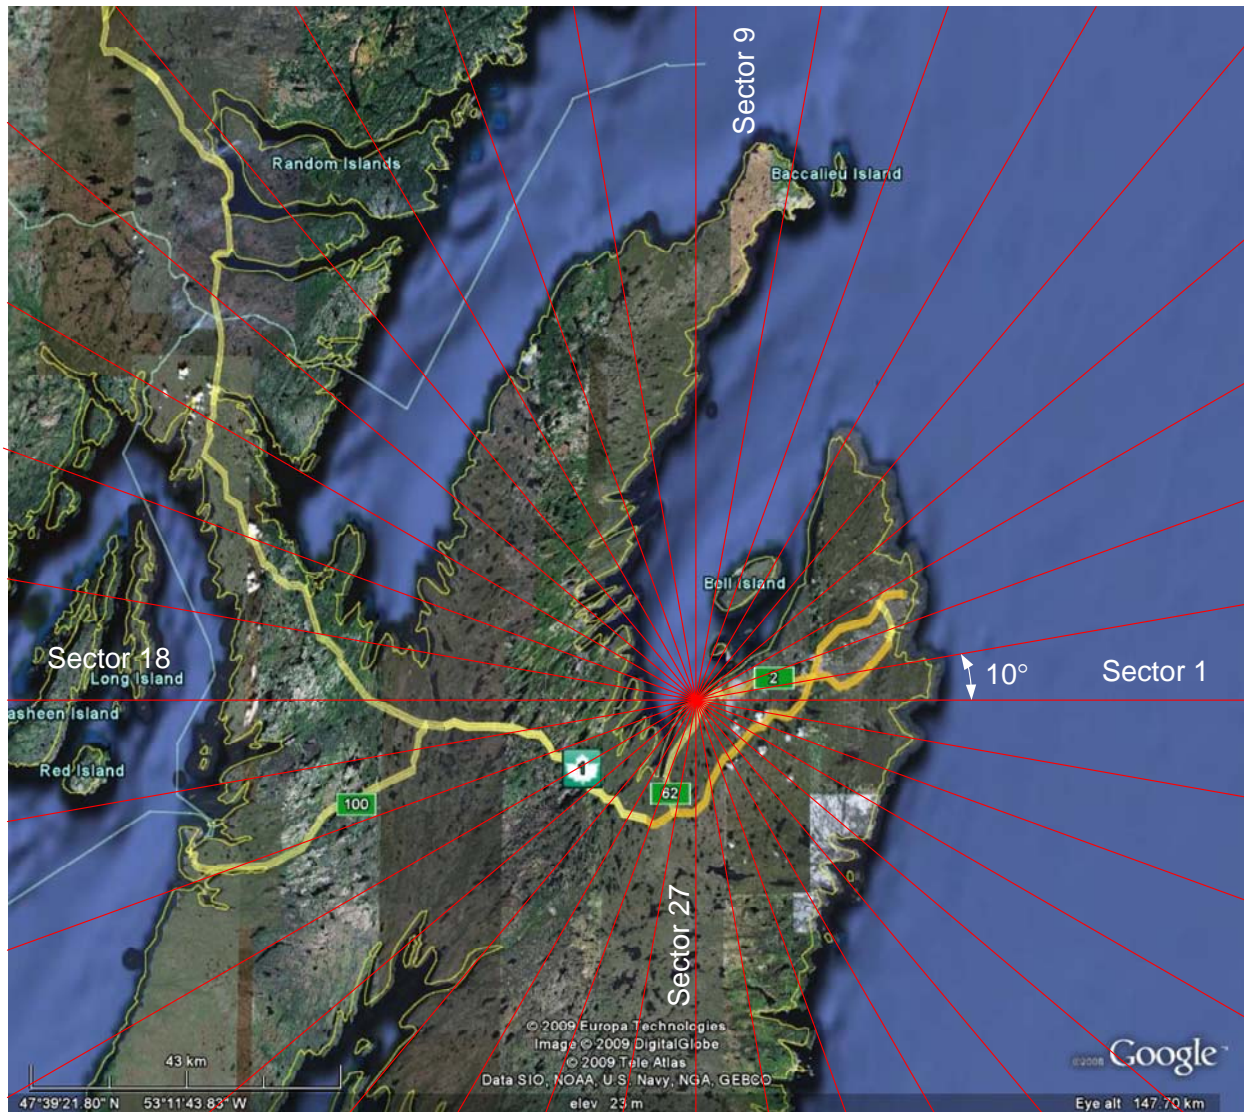 Sector 9
Random Islands
Baccalieu Island
Bell Island
Sector 18
Long Island
asheen Island
Red Island
2
10°
Sector 1
1
62
100
Sector 27
© 2009 Europa Technologies
Image © 2009 DigitalGlobe
© 2009 Tele Atlas
Data SIO, NOAA, U.S. Navy, NGA, GEBCO
43 km
©2008 Google™
47°39'21.80" N 53°11'43.83" W
elev 23 m
Eye alt 147.70 km